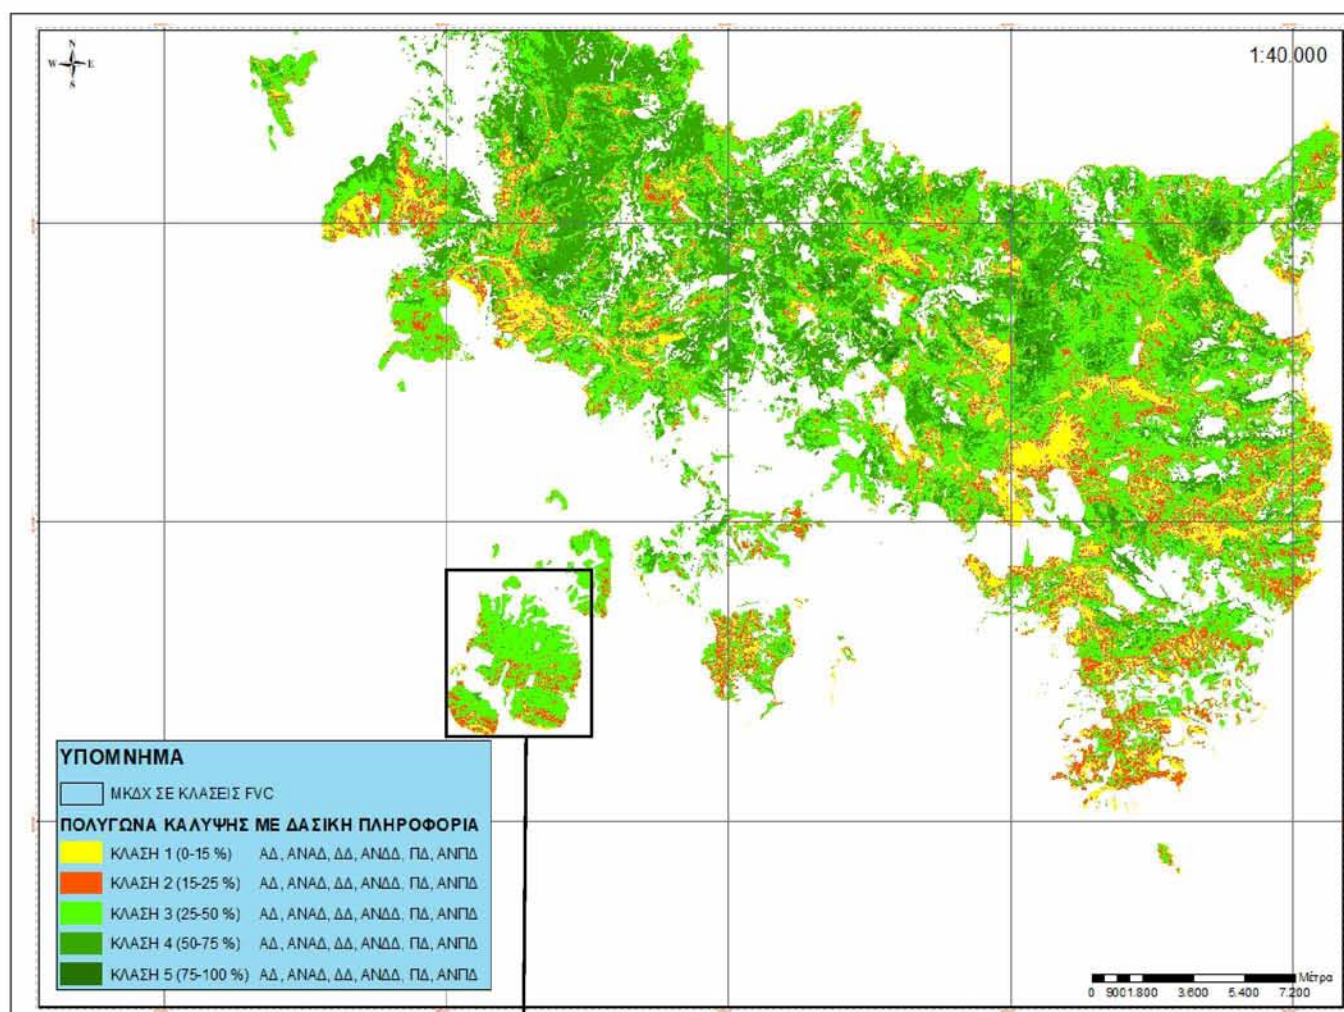 N
W E
S
1:40.000
ΥΠΟΜΝΗΜΑ
ΜΚΔΧ ΣΕ ΚΛΑΣΕΙΣ FVC
ΠΟΛΥΓΩΝΑ ΚΑΛΥΨΗΣ ΜΕ ΔΑΣΙΚΗ ΠΛΗΡΟΦΟΡΙΑ
ΚΛΑΣΗ 1 (0-15 %) ΑΔ, ΑΝΑΔ, ΔΔ, ΑΝΔΔ, ΠΔ, ΑΝΠΔ
ΚΛΑΣΗ 2 (15-25 %) ΑΔ, ΑΝΑΔ, ΔΔ, ΑΝΔΔ, ΠΔ, ΑΝΠΔ
ΚΛΑΣΗ 3 (25-50 %) ΑΔ, ΑΝΑΔ, ΔΔ, ΑΝΔΔ, ΠΔ, ΑΝΠΔ
ΚΛΑΣΗ 4 (50-75 %) ΑΔ, ΑΝΑΔ, ΔΔ, ΑΝΔΔ, ΠΔ, ΑΝΠΔ
ΚΛΑΣΗ 5 (75-100 %) ΑΔ, ΑΝΑΔ, ΔΔ, ΑΝΔΔ, ΠΔ, ΑΝΠΔ
Μέτρα
0 900 1.800 3.600 5.400 7.200